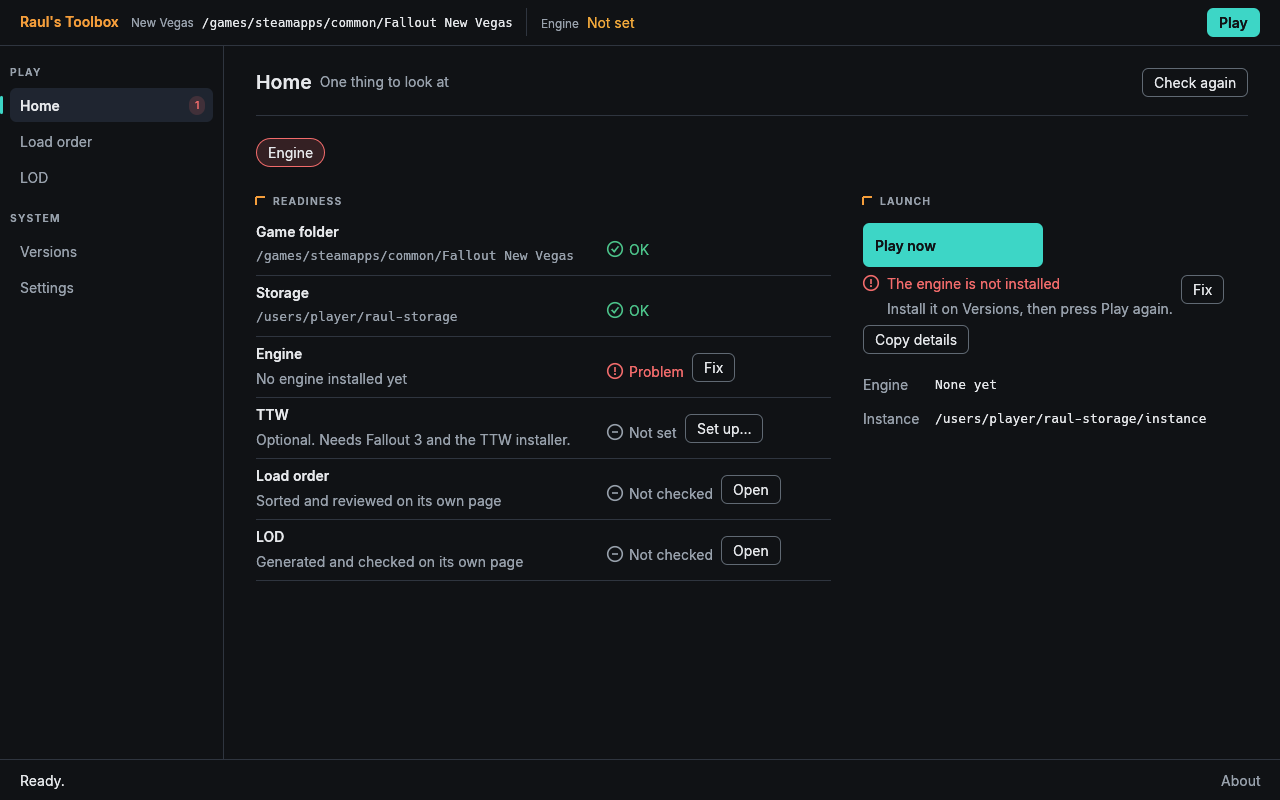 Raul's Toolbox New Vegas /games/steamapps/common/Fallout New Vegas Engine Not set Play
PLAY
Home 1
Load order
LOD
SYSTEM
Versions
Settings
Home One thing to look at Check again
Engine
READINESS
Game folder
/games/steamapps/common/Fallout New Vegas OK
Storage
/users/player/raul-storage OK
Engine
No engine installed yet Problem Fix
TTW
Optional. Needs Fallout 3 and the TTW installer. Not set Set up...
Load order
Sorted and reviewed on its own page Not checked Open
LOD
Generated and checked on its own page Not checked Open
LAUNCH
Play now
The engine is not installed
Install it on Versions, then press Play again. Fix
Copy details
Engine None yet
Instance /users/player/raul-storage/instance
Ready. About